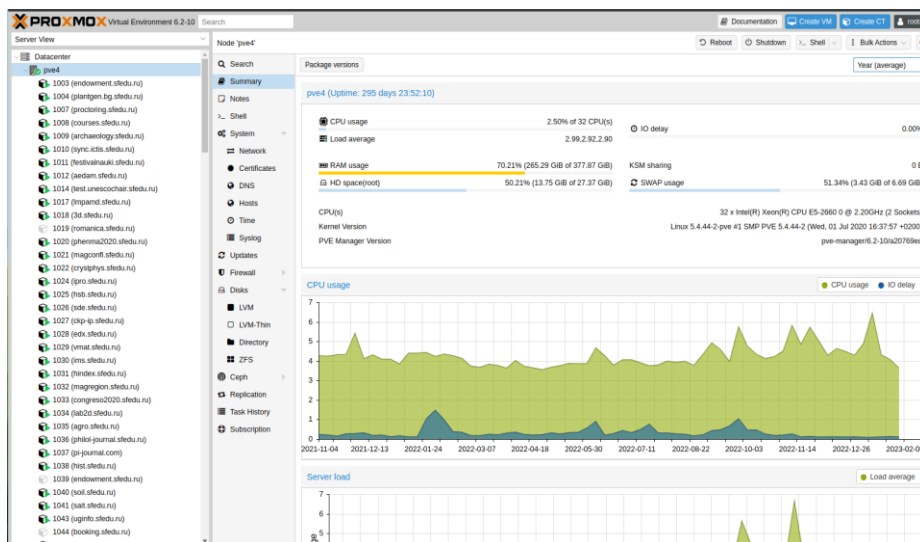 PROXMOX Virtual Environment 6.2-10 Search Documentation Create VM Create CT root
Server View
Node 'pve4' Reboot Shutdown Shell Bulk Actions
Datacenter
pve4
1003 (endowment.sfedu.ru)
1004 (plantgen.bg.sfedu.ru)
1007 (proctoring.sfedu.ru)
1008 (courses.sfedu.ru)
1009 (archaeology.sfedu.ru)
1010 (sync.ictis.sfedu.ru)
1011 (festivalnauki.sfedu.ru)
1012 (aedam.sfedu.ru)
1014 (test.unescochair.sfedu.ru)
1017 (lmpamd.sfedu.ru)
1018 (3d.sfedu.ru)
1019 (romanica.sfedu.ru)
1020 (phenma2020.sfedu.ru)
1021 (magconfl.sfedu.ru)
1022 (crystphys.sfedu.ru)
1024 (ipro.sfedu.ru)
1025 (hsb.sfedu.ru)
1026 (sde.sfedu.ru)
1027 (ckp-ip.sfedu.ru)
1028 (edx.sfedu.ru)
1029 (vmat.sfedu.ru)
1030 (ims.sfedu.ru)
1031 (hindex.sfedu.ru)
1032 (magregion.sfedu.ru)
1033 (congreso2020.sfedu.ru)
1034 (lab2d.sfedu.ru)
1035 (agro.sfedu.ru)
1036 (philol-journal.sfedu.ru)
1037 (pi-journal.com)
1038 (hist.sfedu.ru)
1039 (endowment.sfedu.ru)
1040 (soil.sfedu.ru)
1041 (salt.sfedu.ru)
1043 (uginfo.sfedu.ru)
1044 (booking.sfedu.ru)
Search
Summary
Notes
Shell
System
Network
Certificates
DNS
Hosts
Time
Syslog
Updates
Firewall
Disks
LVM
LVM-Thin
Directory
ZFS
Ceph
Replication
Task History
Subscription
Package versions Year (average)
pve4 (Uptime: 295 days 23:52:10)
CPU usage 2.50% of 32 CPU(s)
IO delay 0.00%
Load average 2.99,2.92,2.90
RAM usage 70.21% (265.29 GiB of 377.87 GiB)
KSM sharing 0 B
HD space(root) 50.21% (13.75 GiB of 27.37 GiB)
SWAP usage 51.34% (3.43 GiB of 6.69 GiB
CPU(s) 32 x Intel(R) Xeon(R) CPU E5-2660 0 @ 2.20GHz (2 Sockets
Kernel Version Linux 5.4.44-2-pve #1 SMP PVE 5.4.44-2 (Wed, 01 Jul 2020 16:37:57 +0200
PVE Manager Version pve-manager/6.2-10/a20769ed
CPU usage CPU usage IO delay
7
6
5
4
3
2
1
0
2021-11-04 2021-12-13 2022-01-24 2022-03-07 2022-04-18 2022-05-30 2022-07-11 2022-08-22 2022-10-03 2022-11-14 2022-12-26 2023-02-0
Server load Load average
7
6
5